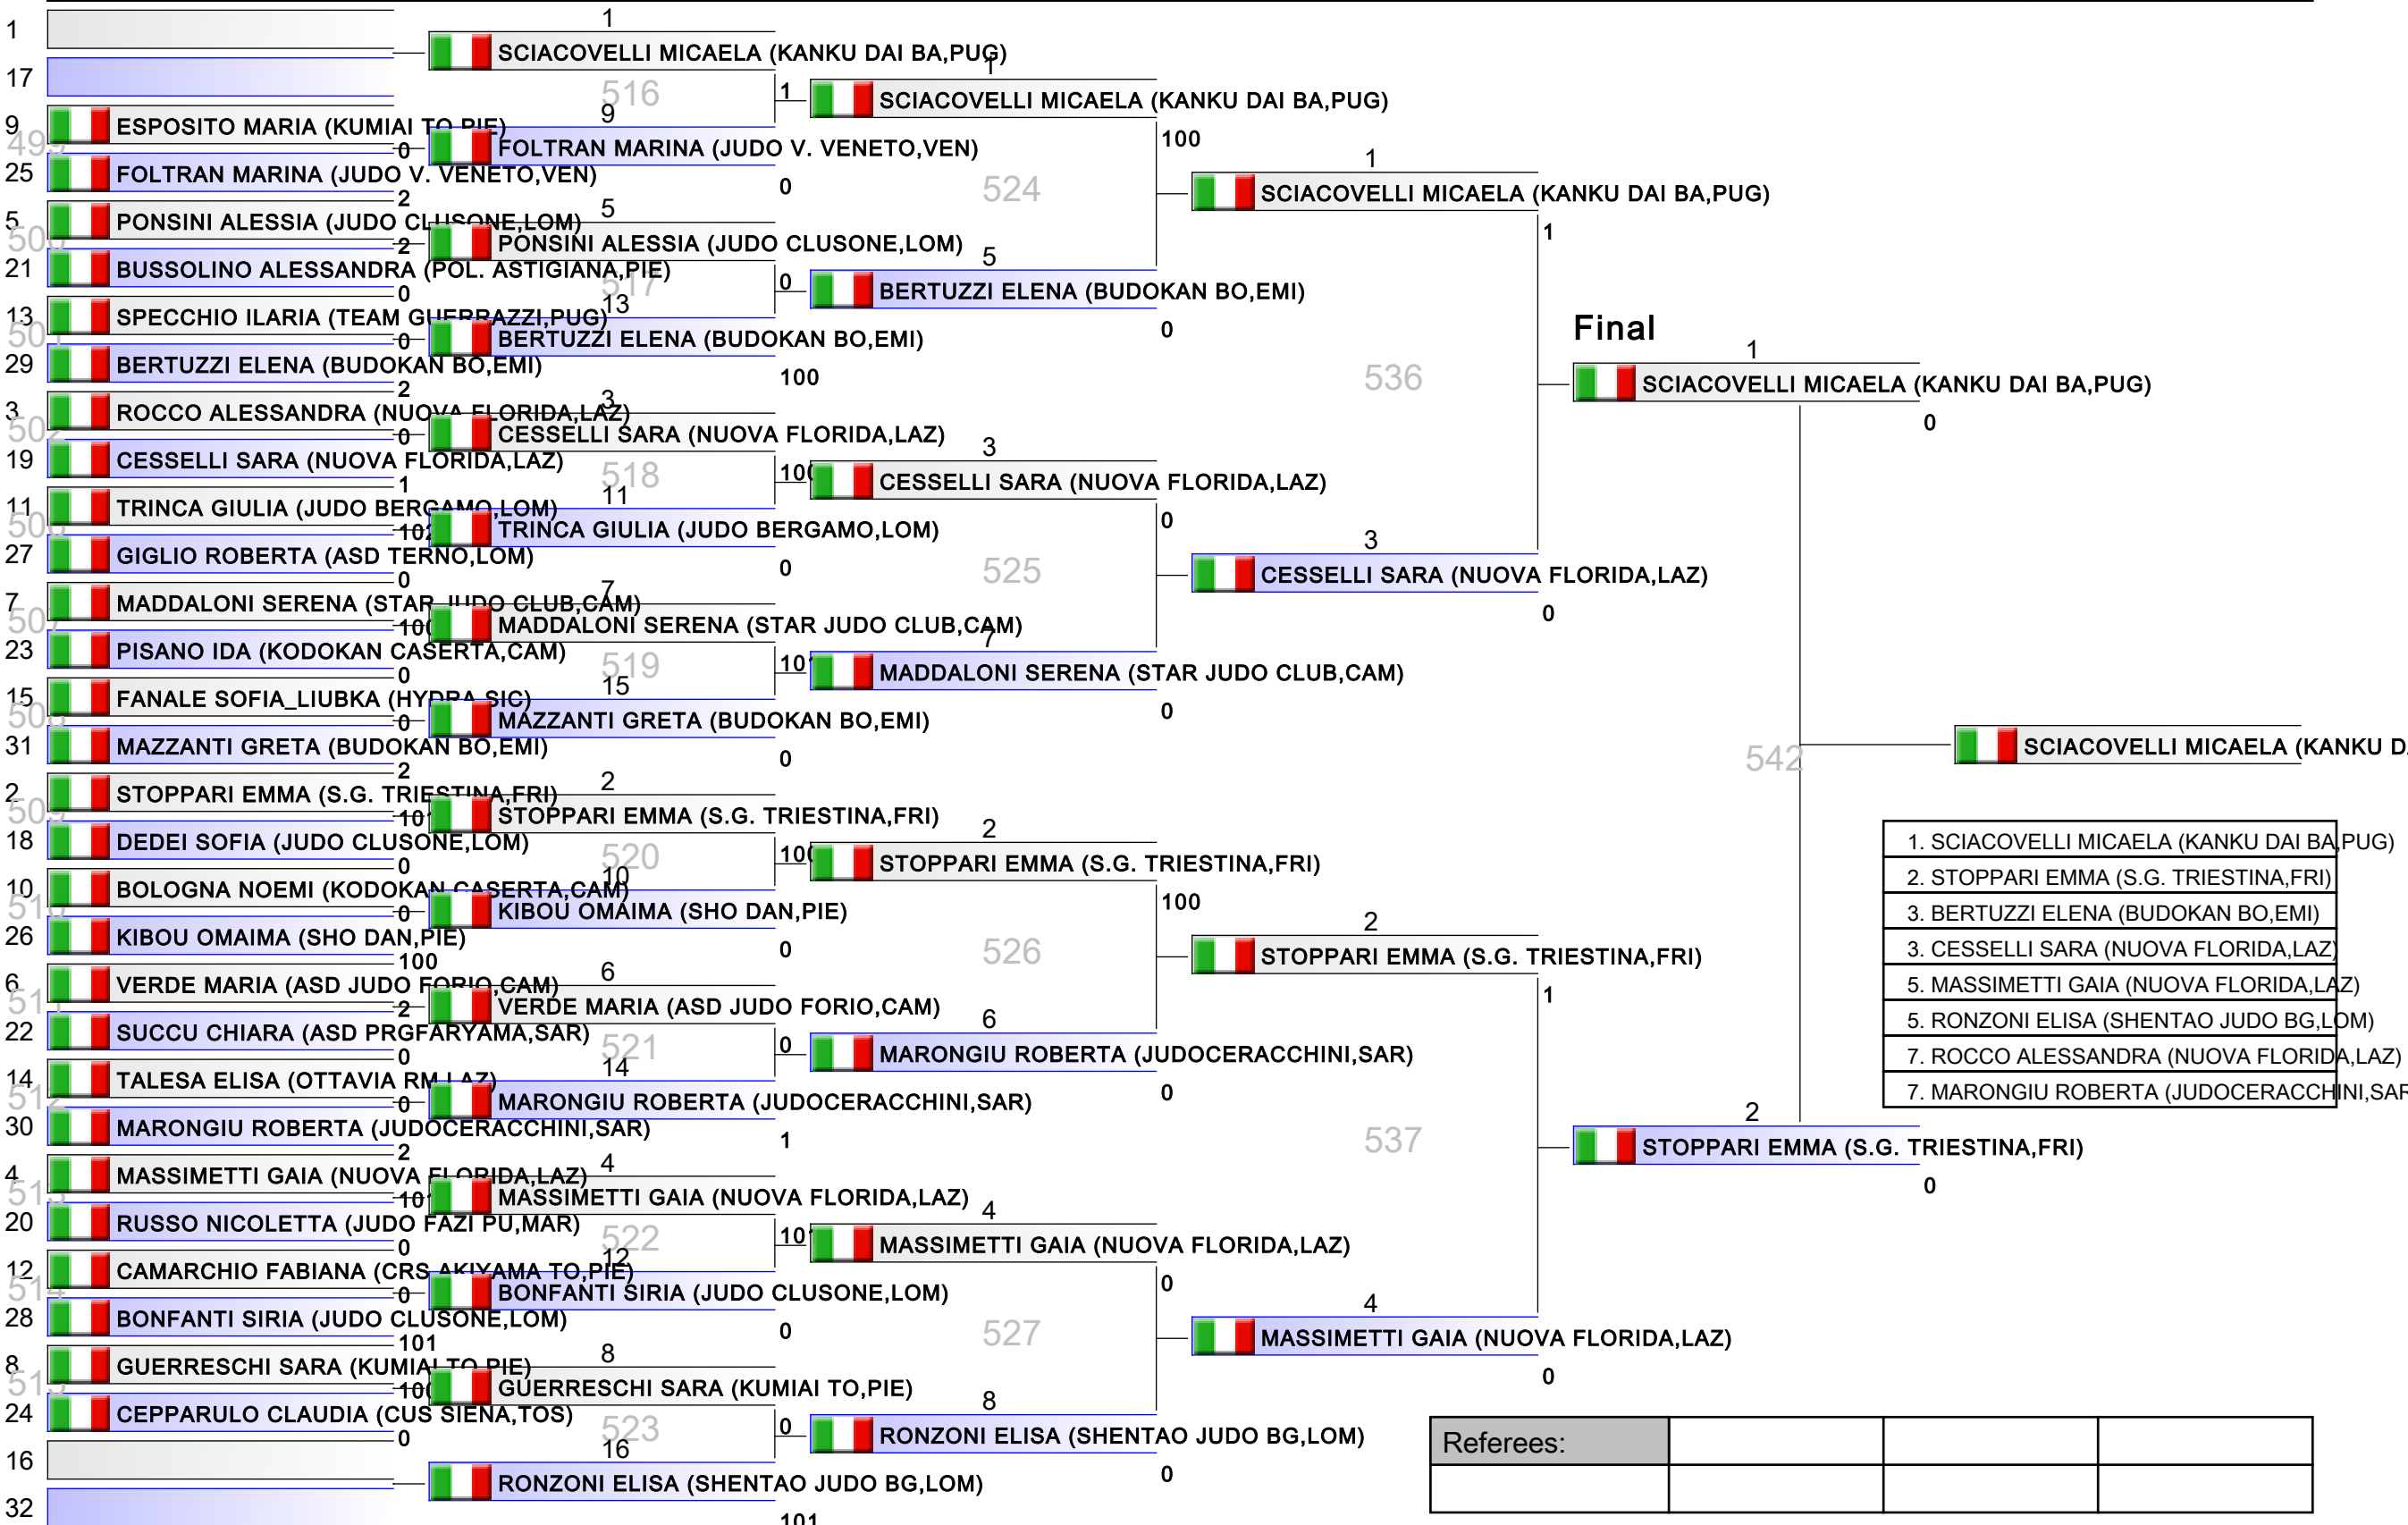 1
17
9 ESPOSITO MARIA (KUMIAI TO,PIE)
0
25 FOLTRAN MARINA (JUDO V. VENETO,VEN)
2
5 PONSINI ALESSIA (JUDO CLUSONE,LOM)
2
21 BUSSOLINO ALESSANDRA (POL. ASTIGIANA,PIE)
0
13 SPECCHIO ILARIA (TEAM GUERRAZZI,PUG)
0
29 BERTUZZI ELENA (BUDOKAN BO,EMI)
2
3 ROCCO ALESSANDRA (NUOVA FLORIDA,LAZ)
0
19 CESSELLI SARA (NUOVA FLORIDA,LAZ)
1
11 TRINCA GIULIA (JUDO BERGAMO,LOM)
102
27 GIGLIO ROBERTA (ASD TERNO,LOM)
0
7 MADDALONI SERENA (STAR JUDO CLUB,CAM)
100
23 PISANO IDA (KODOKAN CASERTA,CAM)
0
15 FANALE SOFIA_LIUBKA (HYDRA,SIC)
0
31 MAZZANTI GRETA (BUDOKAN BO,EMI)
2
2 STOPPARI EMMA (S.G. TRIESTINA,FRI)
101
18 DEDEI SOFIA (JUDO CLUSONE,LOM)
0
10 BOLOGNA NOEMI (KODOKAN CASERTA,CAM)
0
26 KIBOU OMAIMA (SHO DAN,PIE)
100
6 VERDE MARIA (ASD JUDO FORIO,CAM)
2
22 SUCCU CHIARA (ASD PRGFARYAMA,SAR)
0
14 TALESA ELISA (OTTAVIA RM,LAZ)
0
30 MARONGIU ROBERTA (JUDOCERACCHINI,SAR)
2
4 MASSIMETTI GAIA (NUOVA FLORIDA,LAZ)
101
20 RUSSO NICOLETTA (JUDO FAZI PU,MAR)
0
12 CAMARCHIO FABIANA (CRS AKIYAMA TO,PIE)
0
28 BONFANTI SIRIA (JUDO CLUSONE,LOM)
101
8 GUERRESCHI SARA (KUMIAI TO,PIE)
100
24 CEPPARULO CLAUDIA (CUS SIENA,TOS)
0
16
32
1
SCIACOVELLI MICAELA (KANKU DAI BA,PUG)
516
1
9
FOLTRAN MARINA (JUDO V. VENETO,VEN)
0
5
PONSINI ALESSIA (JUDO CLUSONE,LOM)
517
0
13
BERTUZZI ELENA (BUDOKAN BO,EMI)
100
3
CESSELLI SARA (NUOVA FLORIDA,LAZ)
518
100
11
TRINCA GIULIA (JUDO BERGAMO,LOM)
0
7
MADDALONI SERENA (STAR JUDO CLUB,CAM)
519
101
15
MAZZANTI GRETA (BUDOKAN BO,EMI)
0
2
STOPPARI EMMA (S.G. TRIESTINA,FRI)
520
100
10
KIBOU OMAIMA (SHO DAN,PIE)
0
6
VERDE MARIA (ASD JUDO FORIO,CAM)
521
0
14
MARONGIU ROBERTA (JUDOCERACCHINI,SAR)
1
4
MASSIMETTI GAIA (NUOVA FLORIDA,LAZ)
522
101
12
BONFANTI SIRIA (JUDO CLUSONE,LOM)
0
8
GUERRESCHI SARA (KUMIAI TO,PIE)
523
0
16
RONZONI ELISA (SHENTAO JUDO BG,LOM)
101
1
SCIACOVELLI MICAELA (KANKU DAI BA,PUG)
100
524
5
BERTUZZI ELENA (BUDOKAN BO,EMI)
0
3
CESSELLI SARA (NUOVA FLORIDA,LAZ)
0
525
7
MADDALONI SERENA (STAR JUDO CLUB,CAM)
0
2
STOPPARI EMMA (S.G. TRIESTINA,FRI)
100
526
6
MARONGIU ROBERTA (JUDOCERACCHINI,SAR)
0
4
MASSIMETTI GAIA (NUOVA FLORIDA,LAZ)
0
527
8
RONZONI ELISA (SHENTAO JUDO BG,LOM)
0
1
SCIACOVELLI MICAELA (KANKU DAI BA,PUG)
1
536
3
CESSELLI SARA (NUOVA FLORIDA,LAZ)
0
2
STOPPARI EMMA (S.G. TRIESTINA,FRI)
1
537
4
MASSIMETTI GAIA (NUOVA FLORIDA,LAZ)
0
Final
1
SCIACOVELLI MICAELA (KANKU DAI BA,PUG)
0
542
2
STOPPARI EMMA (S.G. TRIESTINA,FRI)
0
SCIACOVELLI MICAELA (KANKU
1. SCIACOVELLI MICAELA (KANKU DAI BA,PUG)
2. STOPPARI EMMA (S.G. TRIESTINA,FRI)
3. BERTUZZI ELENA (BUDOKAN BO,EMI)
3. CESSELLI SARA (NUOVA FLORIDA,LAZ)
5. MASSIMETTI GAIA (NUOVA FLORIDA,LAZ)
5. RONZONI ELISA (SHENTAO JUDO BG,LOM)
7. ROCCO ALESSANDRA (NUOVA FLORIDA,LAZ)
7. MARONGIU ROBERTA (JUDOCERACCHINI,SAR
Referees: